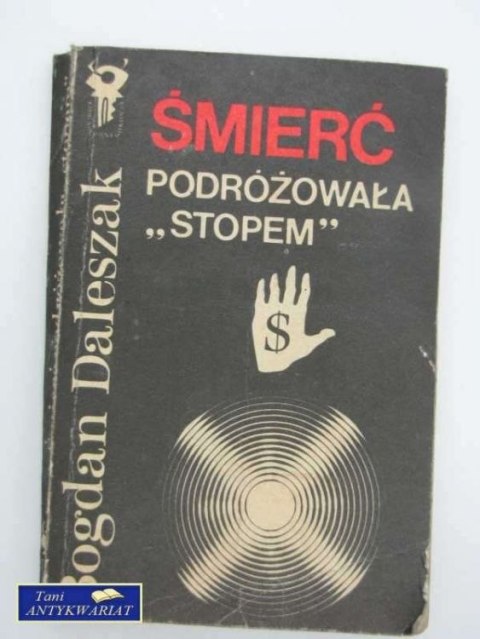 ŚMIERĆ
PODRÓŻOWAŁA
„STOPEM”
$
Bogdan Daleszak
Tani
ANTYKWARIAT